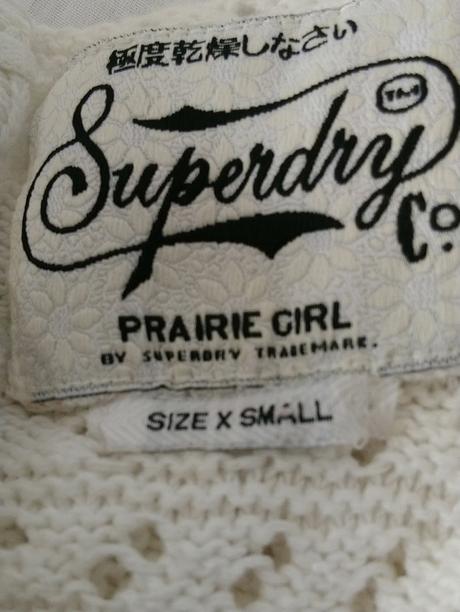 極度乾燥しなさい
Superdry
TM
Co.
PRAIRIE GIRL
BY SUPERDRY TRADEMARK.
SIZE X SMALL